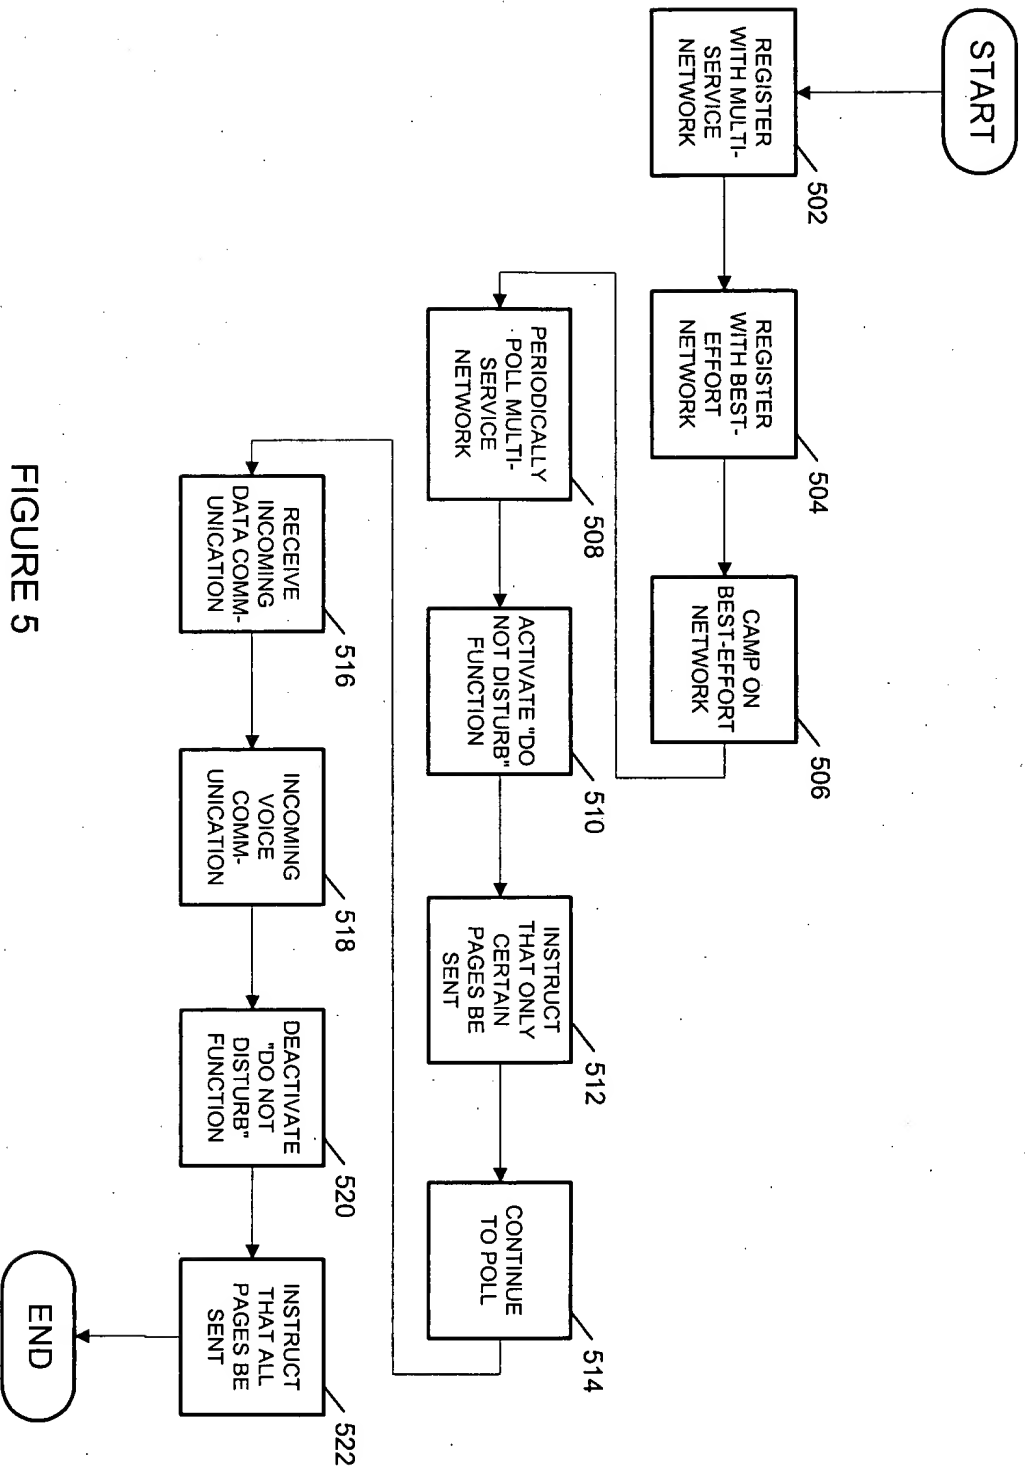 START
REGISTER
WITH MULTI-
SERVICE
NETWORK
502
REGISTER
WITH BEST-
EFFORT
NETWORK
504
CAMP ON
BEST-EFFORT
NETWORK
506
PERIODICALLY
POLL MULTI-
SERVICE
NETWORK
508
ACTIVATE "DO
NOT DISTURB"
FUNCTION
510
INSTRUCT
THAT ONLY
CERTAIN
PAGES BE
SENT
512
CONTINUE
TO POLL
514
RECEIVE
INCOMING
DATA COMM-
UNICATION
516
INCOMING
VOICE
COMM-
UNICATION
518
DEACTIVATE
"DO NOT
DISTURB"
FUNCTION
520
INSTRUCT
THAT ALL
PAGES BE
SENT
522
END
FIGURE 5